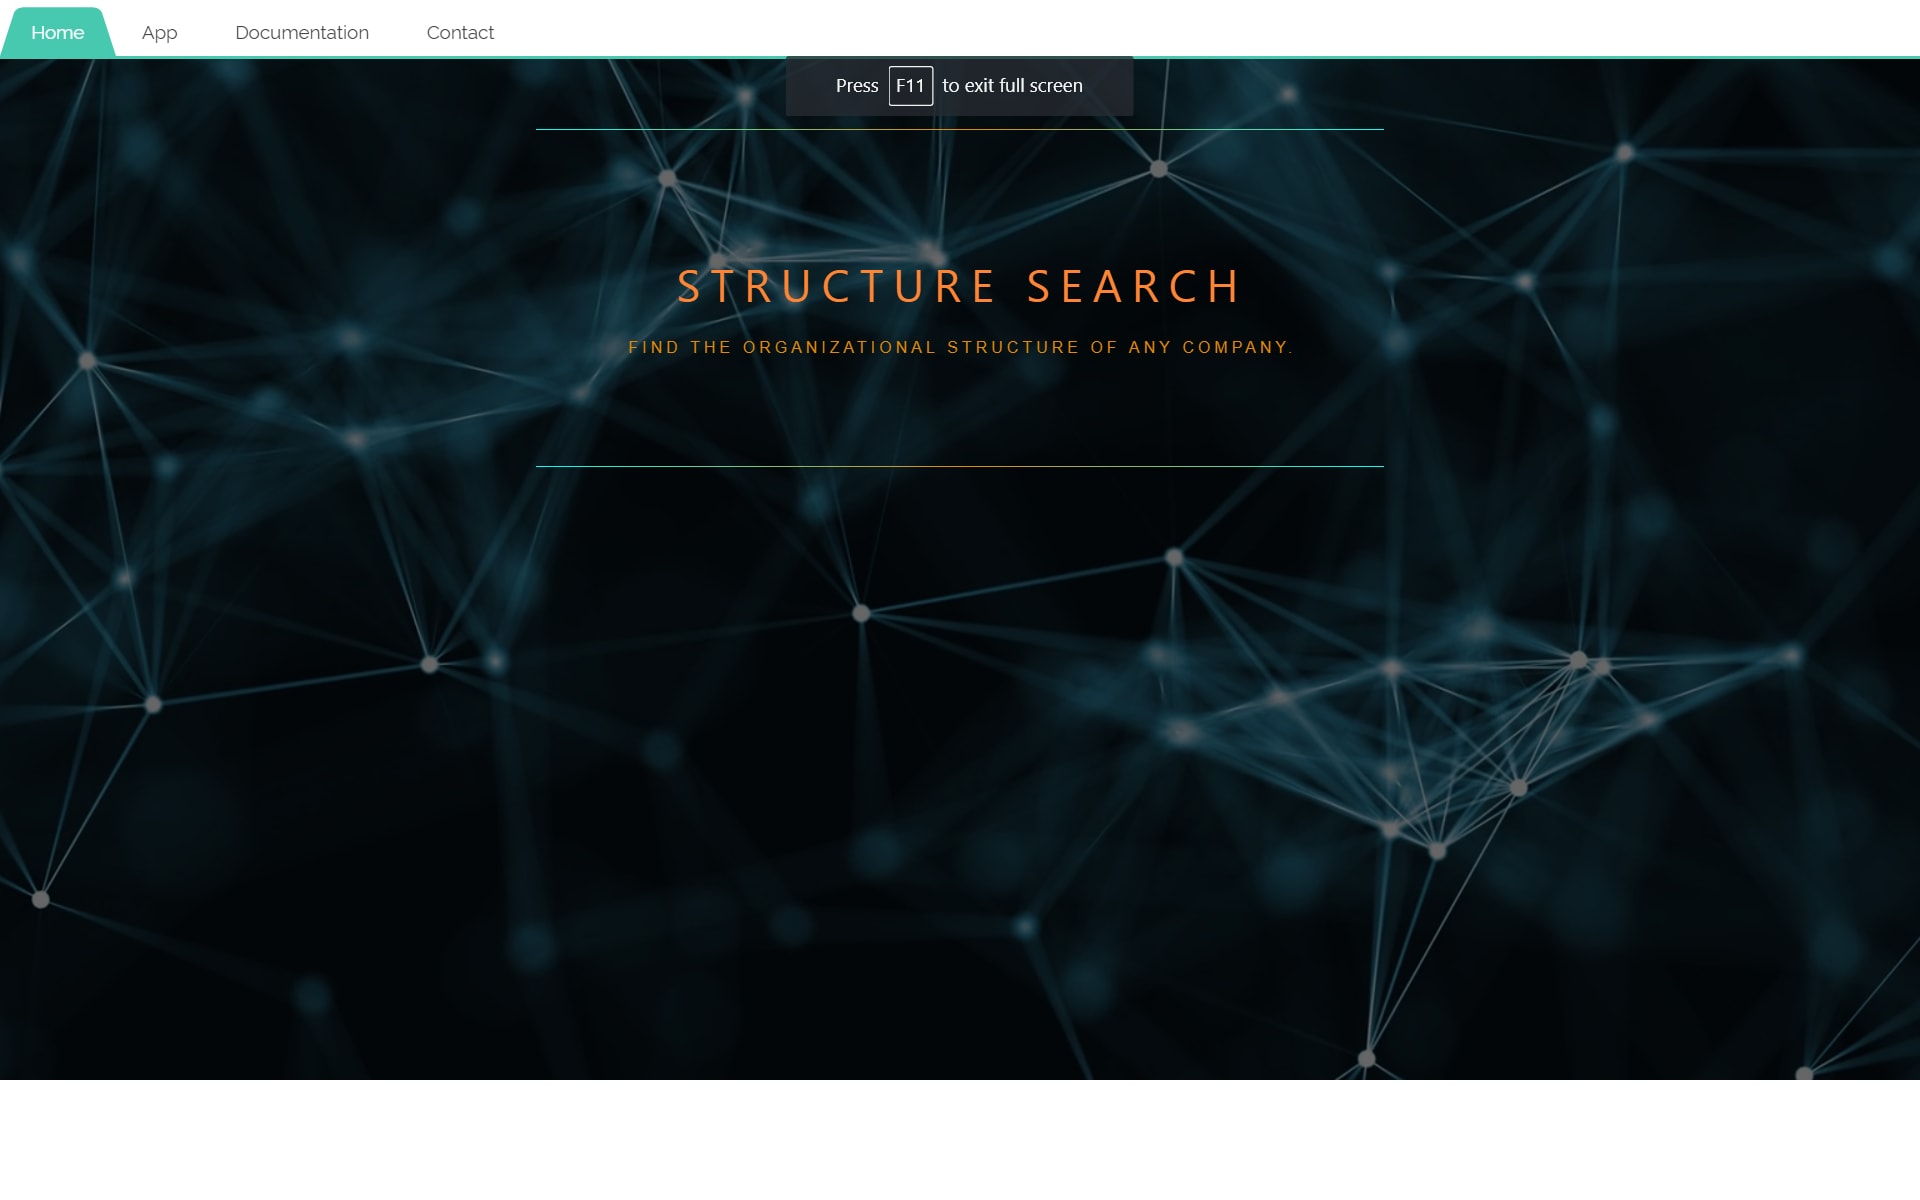 Home App Documentation Contact
Press F11 to exit full screen
STRUCTURE SEARCH
FIND THE ORGANIZATIONAL STRUCTURE OF ANY COMPANY.